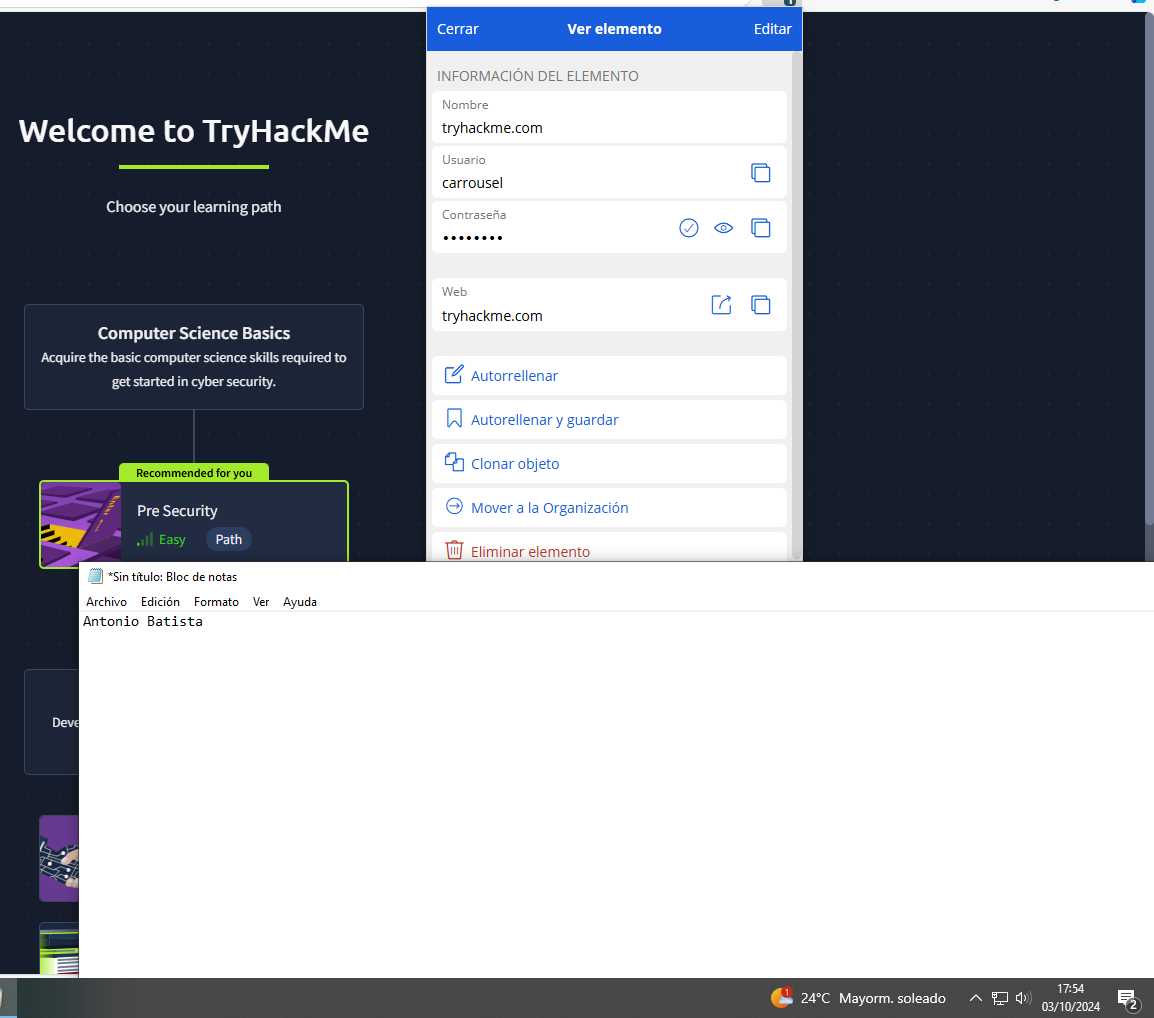 Cerrar
Ver elemento
Editar
INFORMACIÓN DEL ELEMENTO
Nombre
tryhackme.com
Usuario
carrousel
Contraseña
••••••••
Web
tryhackme.com
Autorrellenar
Autorellenar y guardar
Clonar objeto
Mover a la Organización
Eliminar elemento
Welcome to TryHackMe
Choose your learning path
Computer Science Basics
Acquire the basic computer science skills required to
get started in cyber security.
Recommended for you
Pre Security
Easy
Path
Deve
*Sin título: Bloc de notas
Archivo Edición Formato Ver Ayuda
Antonio Batista
1
24°C Mayorm. soleado
17:54
03/10/2024
2